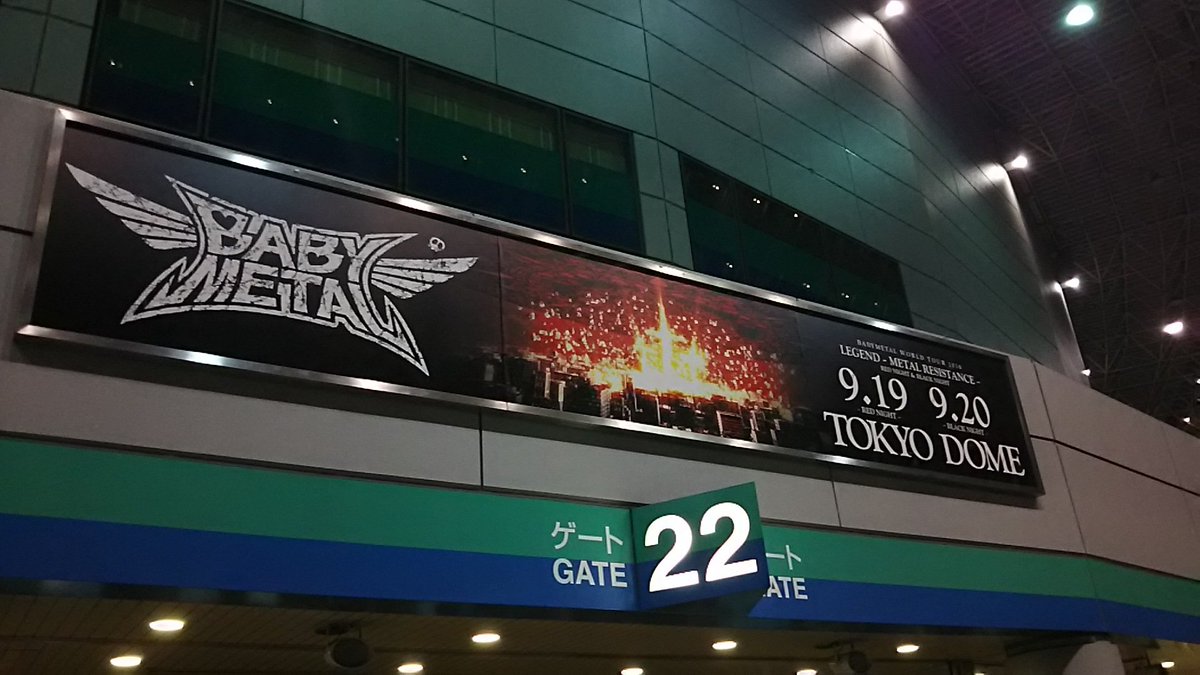 BABY
METAL
BABYMETAL WORLD TOUR 2016
LEGEND - METAL RESISTANCE -
RED NIGHT & BLACK NIGHT
9.19 9.20
- RED NIGHT - - BLACK NIGHT -
TOKYO DOME
ゲート
GATE
22
ート
ATE